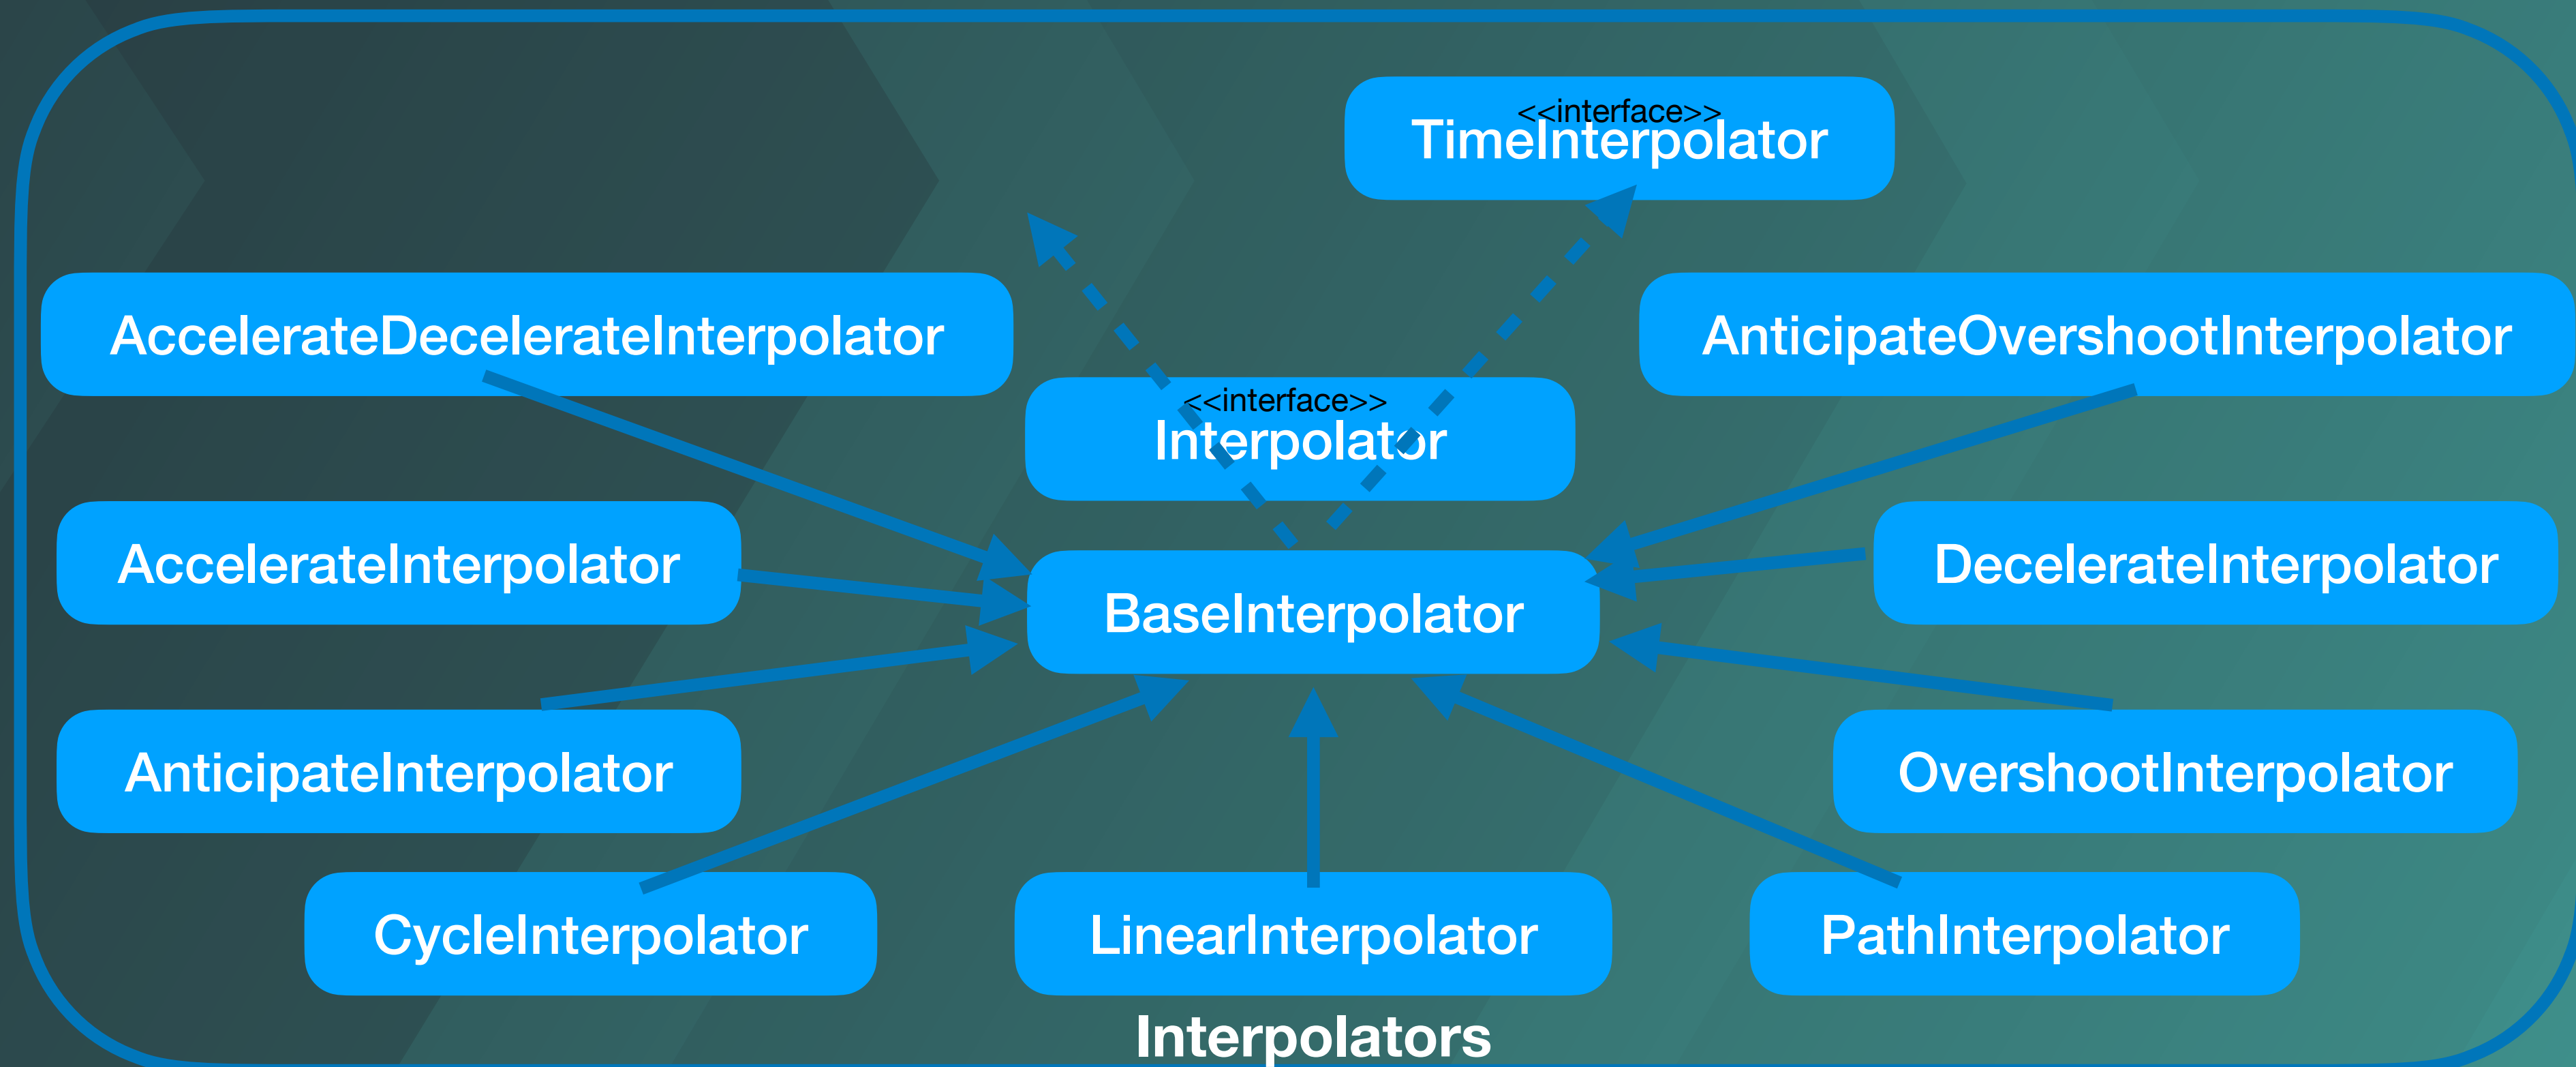 <<interface>>
TimeInterpolator
AccelerateDecelerateInterpolator
AnticipateOvershootInterpolator
<<interface>>
Interpolator
AccelerateInterpolator
DecelerateInterpolator
BaseInterpolator
AnticipateInterpolator
OvershootInterpolator
CycleInterpolator
LinearInterpolator
PathInterpolator
Interpolators